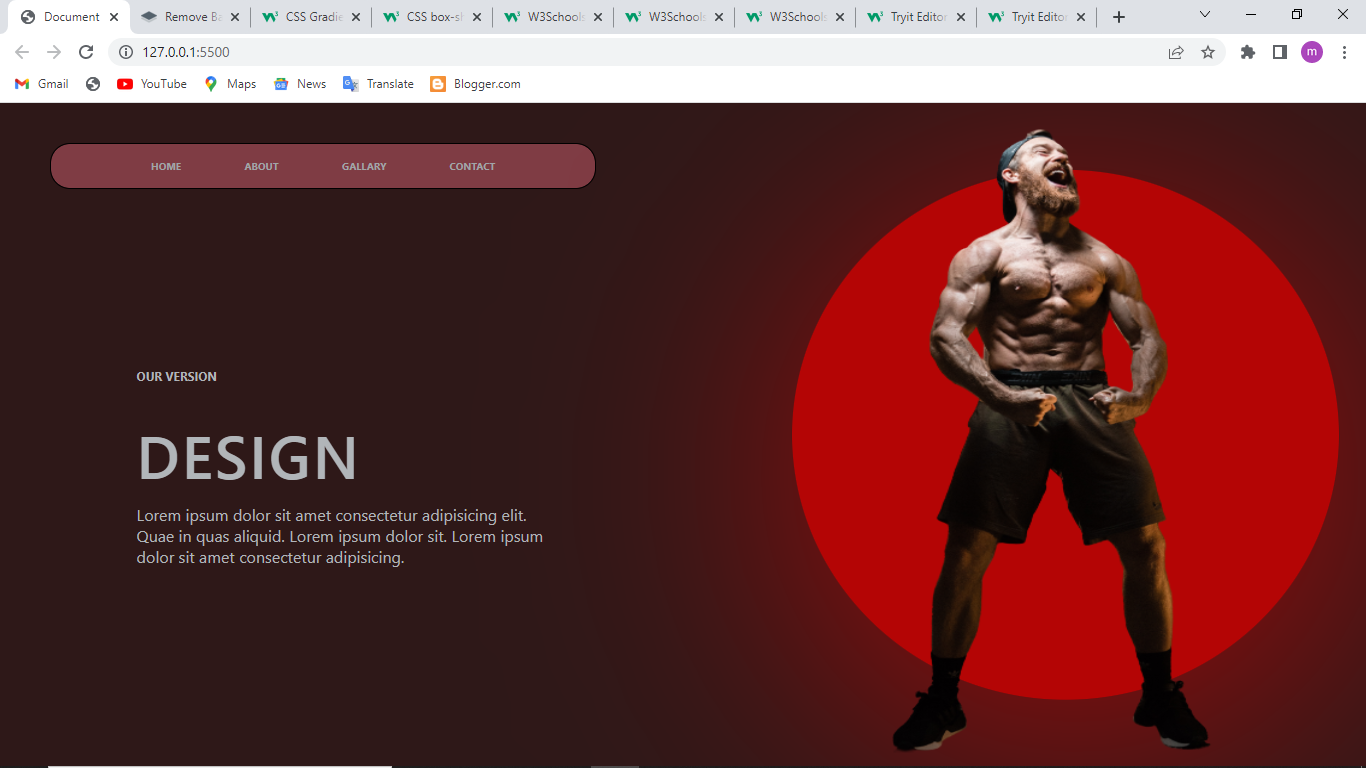 Document
Remove Ba
CSS Gradie
CSS box-sh
W3Schools
W3Schools
W3Schools
Tryit Editor
Tryit Editor
127.0.0.1:5500
m
Gmail
YouTube
Maps
News
Translate
Blogger.com
HOME ABOUT GALLARY CONTACT
OUR VERSION
DESIGN
Lorem ipsum dolor sit amet consectetur adipisicing elit.
Quae in quas aliquid. Lorem ipsum dolor sit. Lorem ipsum
dolor sit amet consectetur adipisicing.